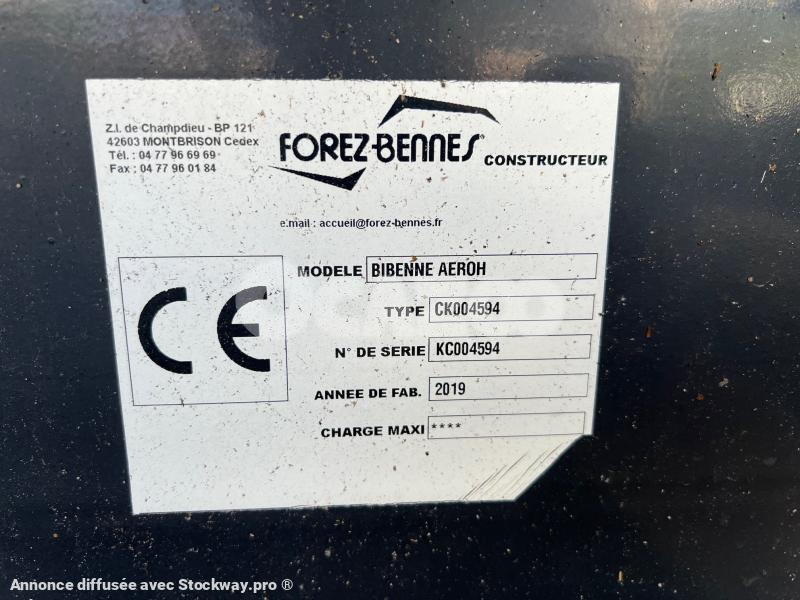 Z.I. de Champdieu - BP 121
42603 MONTBRISON Cedex
Tél. : 04 77 96 69 69
Fax : 04 77 96 01 84
FOREZ-BENNES® CONSTRUCTEUR
e.mail : accueil@forez-bennes.fr
CE
MODELE BIBENNE AEROH
TYPE CK004594
N° DE SERIE KC004594
ANNEE DE FAB. 2019
CHARGE MAXI ****
Annonce diffusée avec Stockway.pro ®